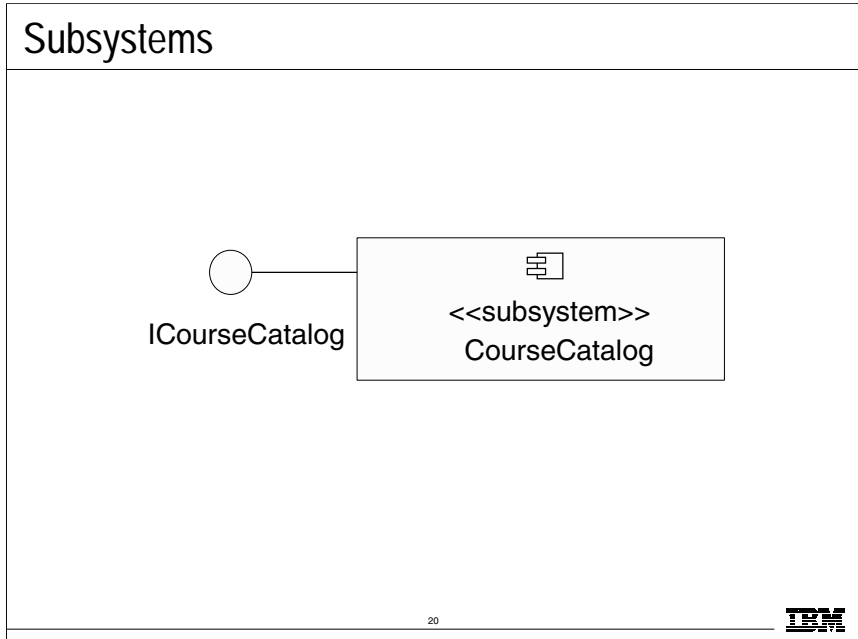 Subsystems
ICourseCatalog
<<subsystem>>
CourseCatalog
20
IBM